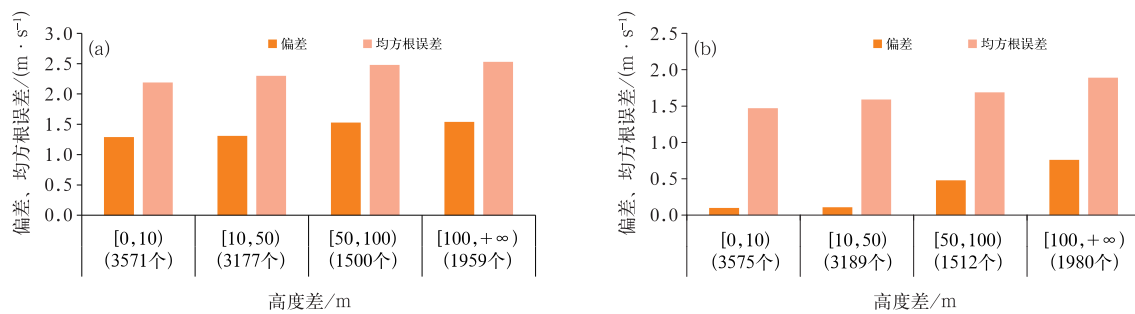 (a)
偏差 均方根误差
偏差、均方根误差/(m·s⁻¹)
3.0
2.5
2.0
1.5
1.0
0.5
0.0
[0,10) [10,50) [50,100) [100,+∞)
(3571个) (3177个) (1500个) (1959个)
高度差/m
(b)
偏差 均方根误差
偏差、均方根误差/(m·s⁻¹)
2.5
2.0
1.5
1.0
0.5
0.0
[0,10) [10,50) [50,100) [100,+∞)
(3575个) (3189个) (1512个) (1980个)
高度差/m